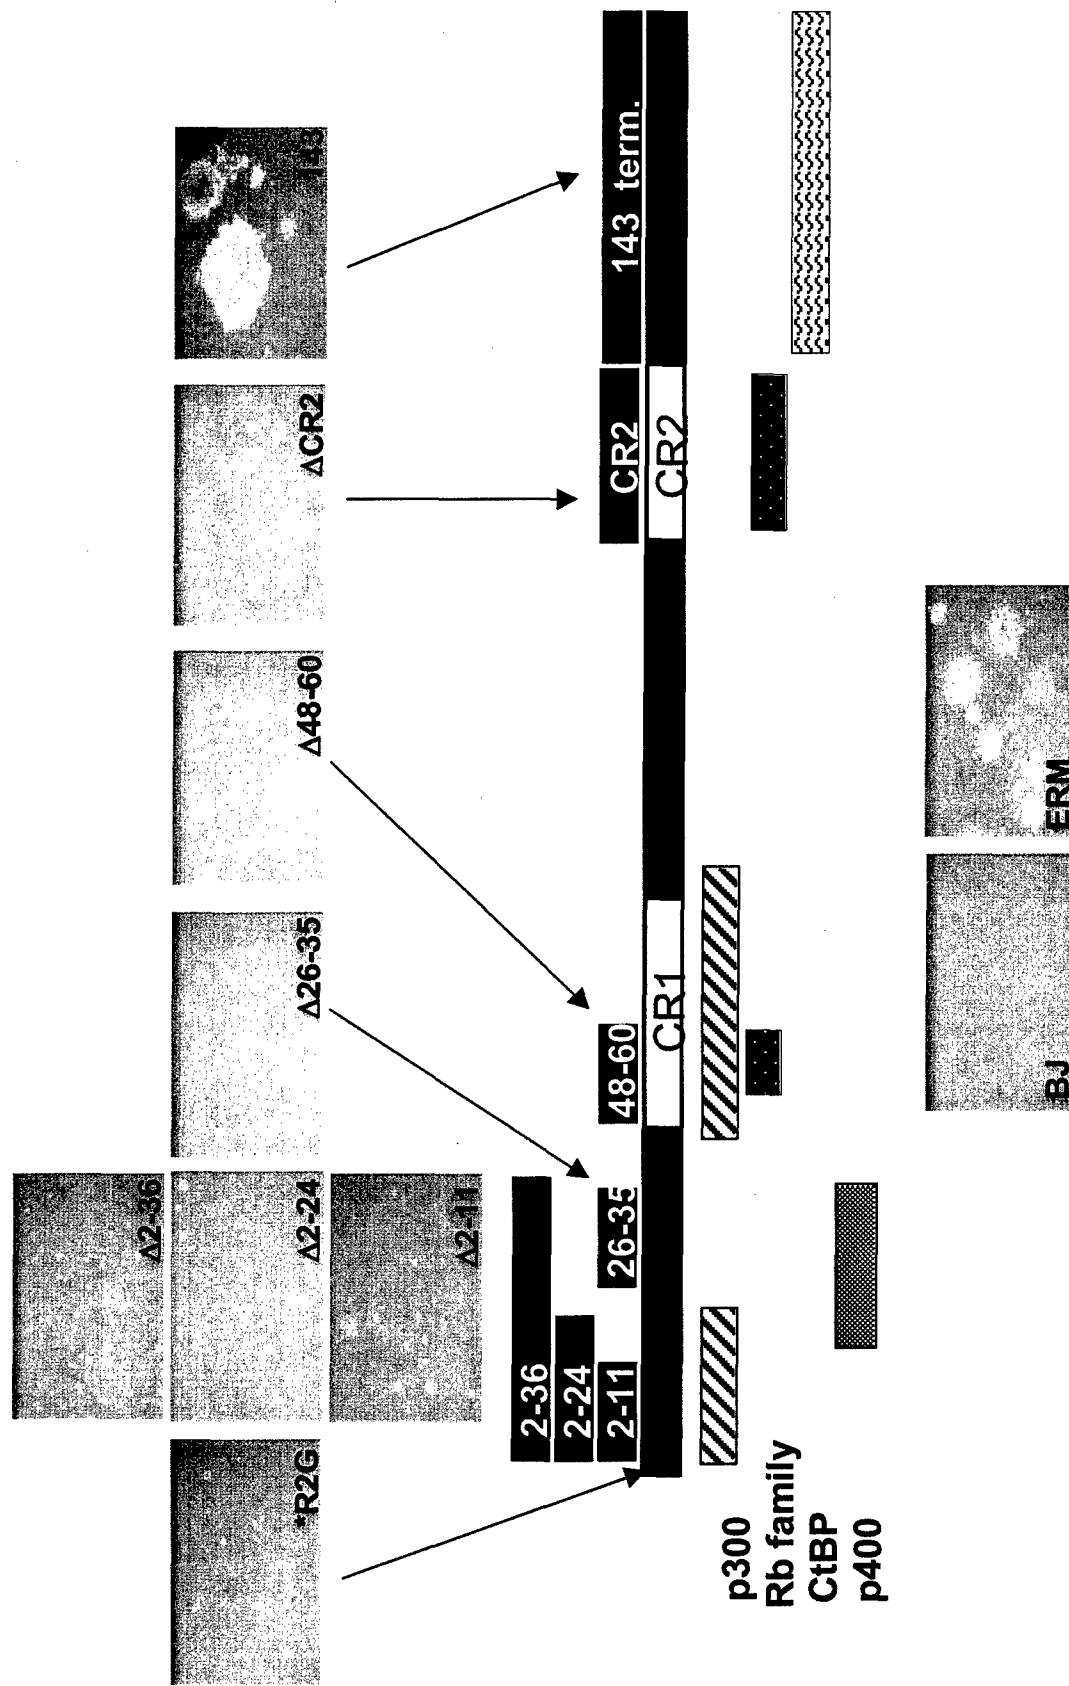 Δ2-36
*R2G
Δ2-24
Δ26-35
Δ48-60
ΔCR2
143
Δ2-11
2-36
2-24
2-11
26-35
48-60
CR2
143 term.
CR1
CR2
p300
Rb family
CtBP
p400
BJ
ERM